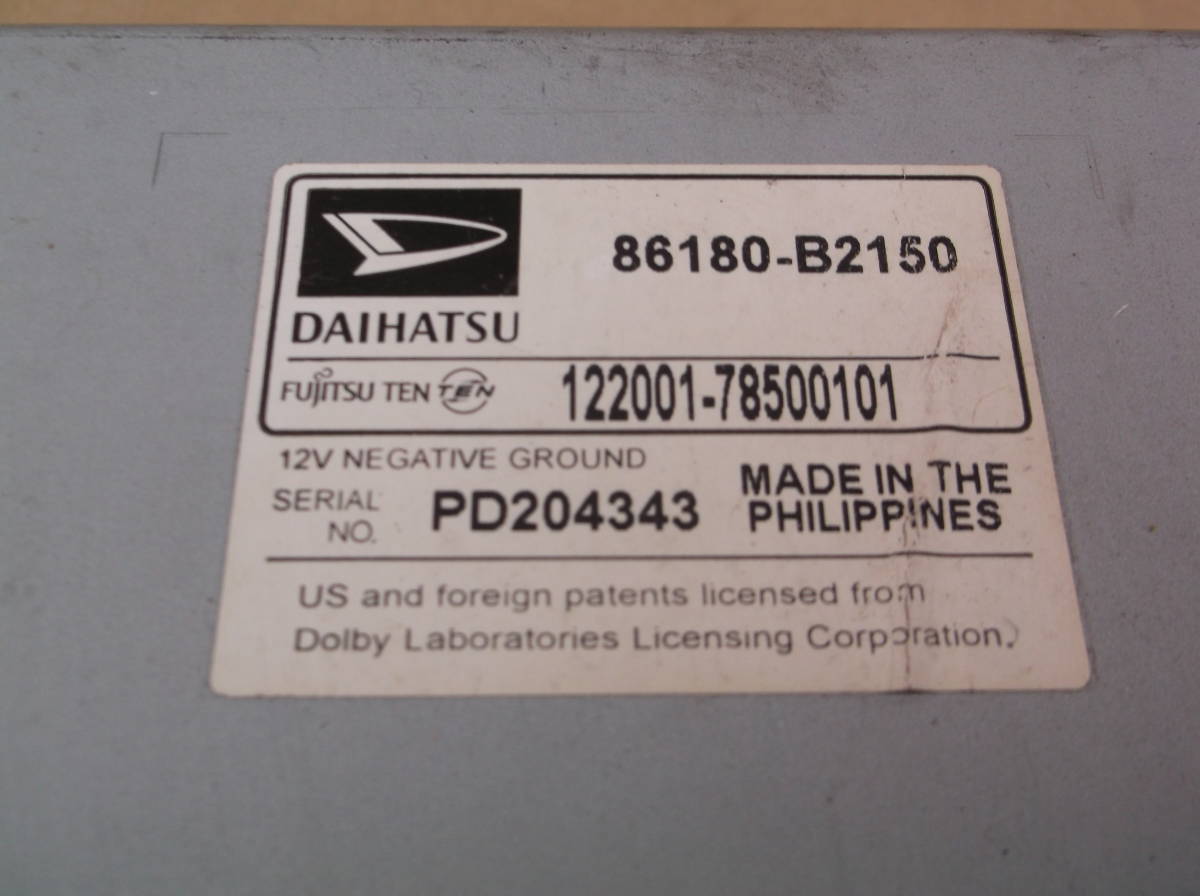 86180-B2150
DAIHATSU
FUJITSU TEN TEN 122001-78500101
12V NEGATIVE GROUND
SERIAL NO. PD204343
MADE IN THE
PHILIPPINES
US and foreign patents licensed from
Dolby Laboratories Licensing Corporation.